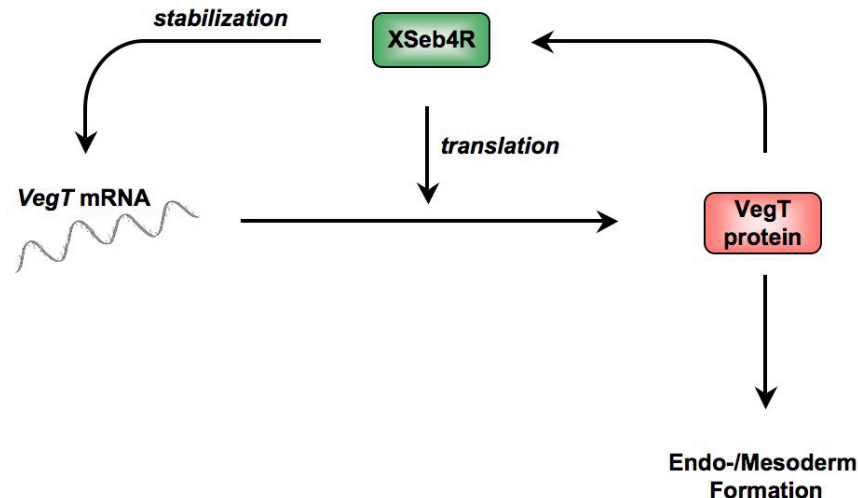 stabilization
XSeb4R
translation
VegT mRNA
VegT
protein
Endo-/Mesoderm
Formation